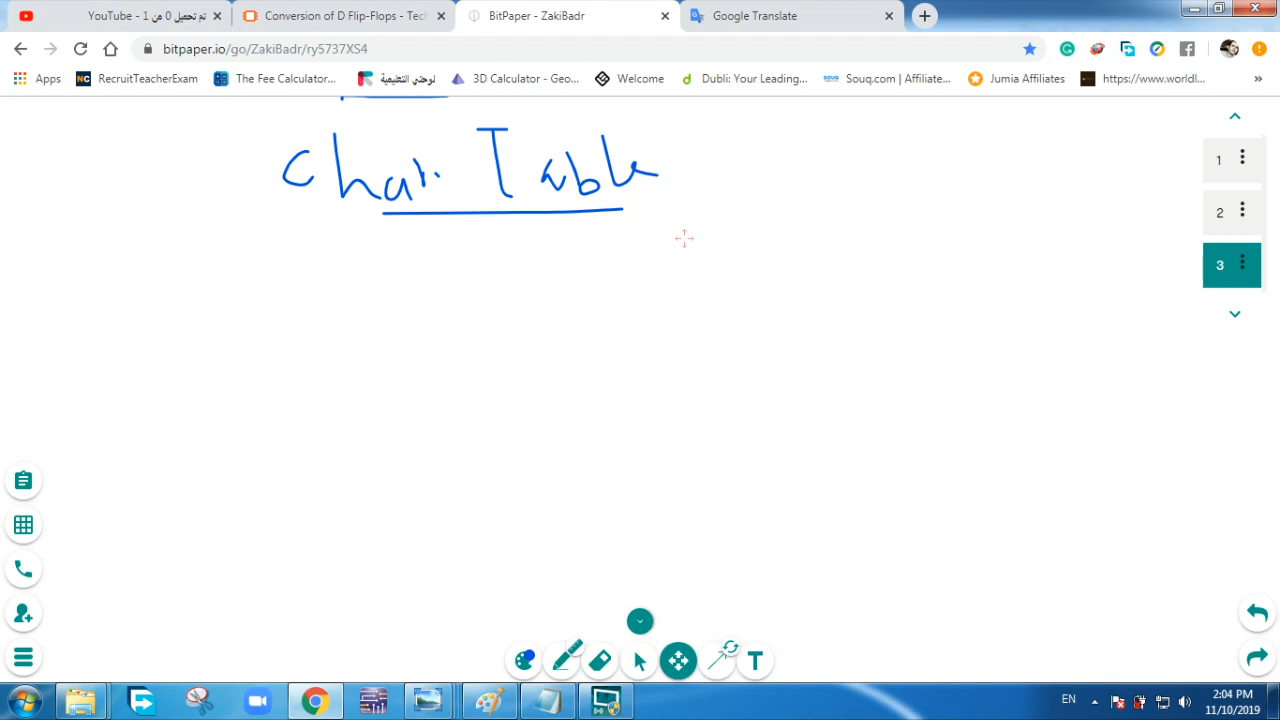 YouTube - 1 تم تحميل 0 من
Conversion of D Flip-Flops - Tech
BitPaper - ZakiBadr
Google Translate
bitpaper.io/go/ZakiBadr/ry5737XS4
Apps
RecruitTeacherExam
The Fee Calculator...
لوحتي التعليمية
3D Calculator - Geo...
Welcome
Dubli: Your Leading...
Souq.com | Affiliate...
Jumia Affiliates
https://www.worldl...
Char. Table
1
2
3
T
EN
2:04 PM
11/10/2019